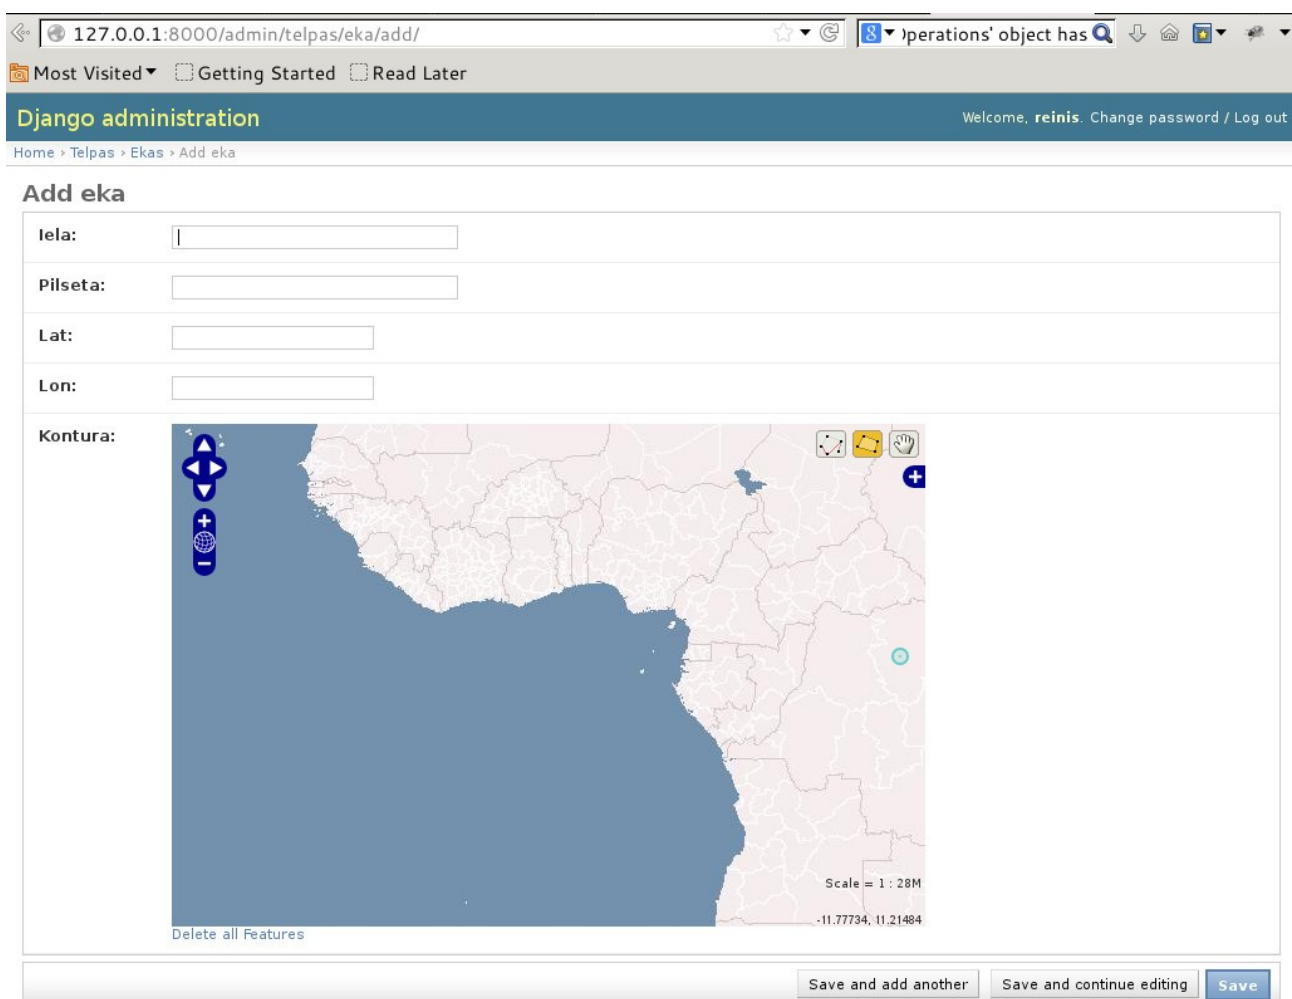 127.0.0.1:8000/admin/telpas/eka/add/
8 perations' object has
Most Visited Getting Started Read Later
Django administration
Welcome, reinis. Change password / Log out
Home › Telpas › Ekas › Add eka
Add eka
Iela:
Pilseta:
Lat:
Lon:
Kontura:
Scale = 1 : 28M
-11.77734, 11.21484
Delete all Features
Save and add another Save and continue editing Save